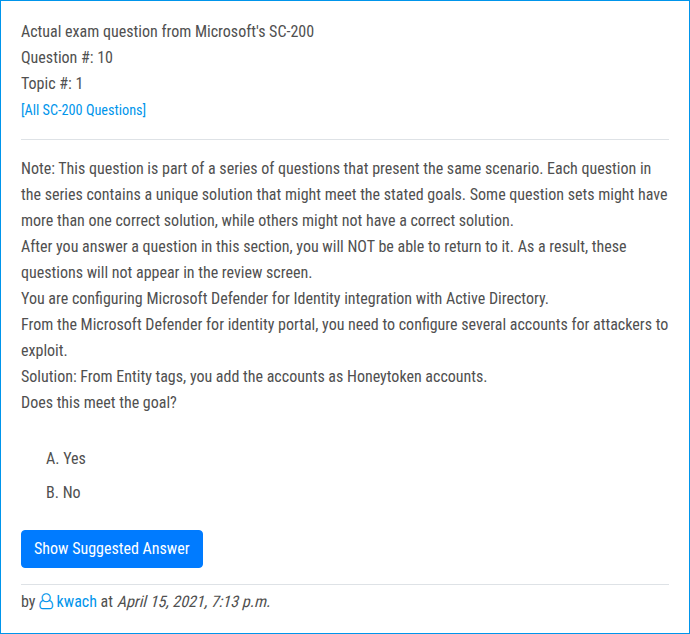 Actual exam question from Microsoft's SC-200
Question #: 10
Topic #: 1
[All SC-200 Questions]
Note: This question is part of a series of questions that present the same scenario. Each question in
the series contains a unique solution that might meet the stated goals. Some question sets might have
more than one correct solution, while others might not have a correct solution.
After you answer a question in this section, you will NOT be able to return to it. As a result, these
questions will not appear in the review screen.
You are configuring Microsoft Defender for Identity integration with Active Directory.
From the Microsoft Defender for identity portal, you need to configure several accounts for attackers to
exploit.
Solution: From Entity tags, you add the accounts as Honeytoken accounts.
Does this meet the goal?
A. Yes
B. No
Show Suggested Answer
by kwach at April 15, 2021, 7:13 p.m.